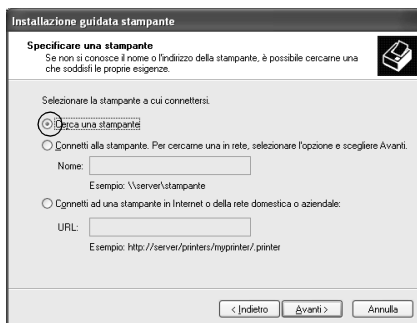 Installazione guidata stampante
Specificare una stampante
Se non si conosce il nome o l'indirizzo della stampante, è possibile cercarne una
che soddisfi le proprie esigenze.
Selezionare la stampante a cui connettersi.
Cerca una stampante
Connetti alla stampante. Per cercarne una in rete, selezionare l'opzione e scegliere Avanti.
Nome:
Esempio: \\server\stampante
Connetti ad una stampante in Internet o della rete domestica o aziendale:
URL:
Esempio: http://server/printers/myprinter/.printer
< Indietro Avanti > Annulla